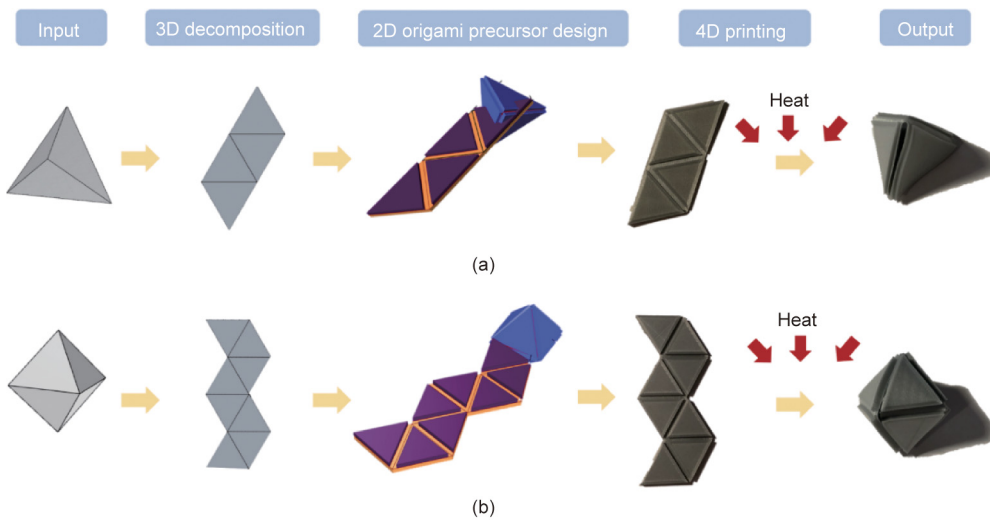 Input
3D decomposition
2D origami precursor design
4D printing
Output
Heat
(a)
Heat
(b)